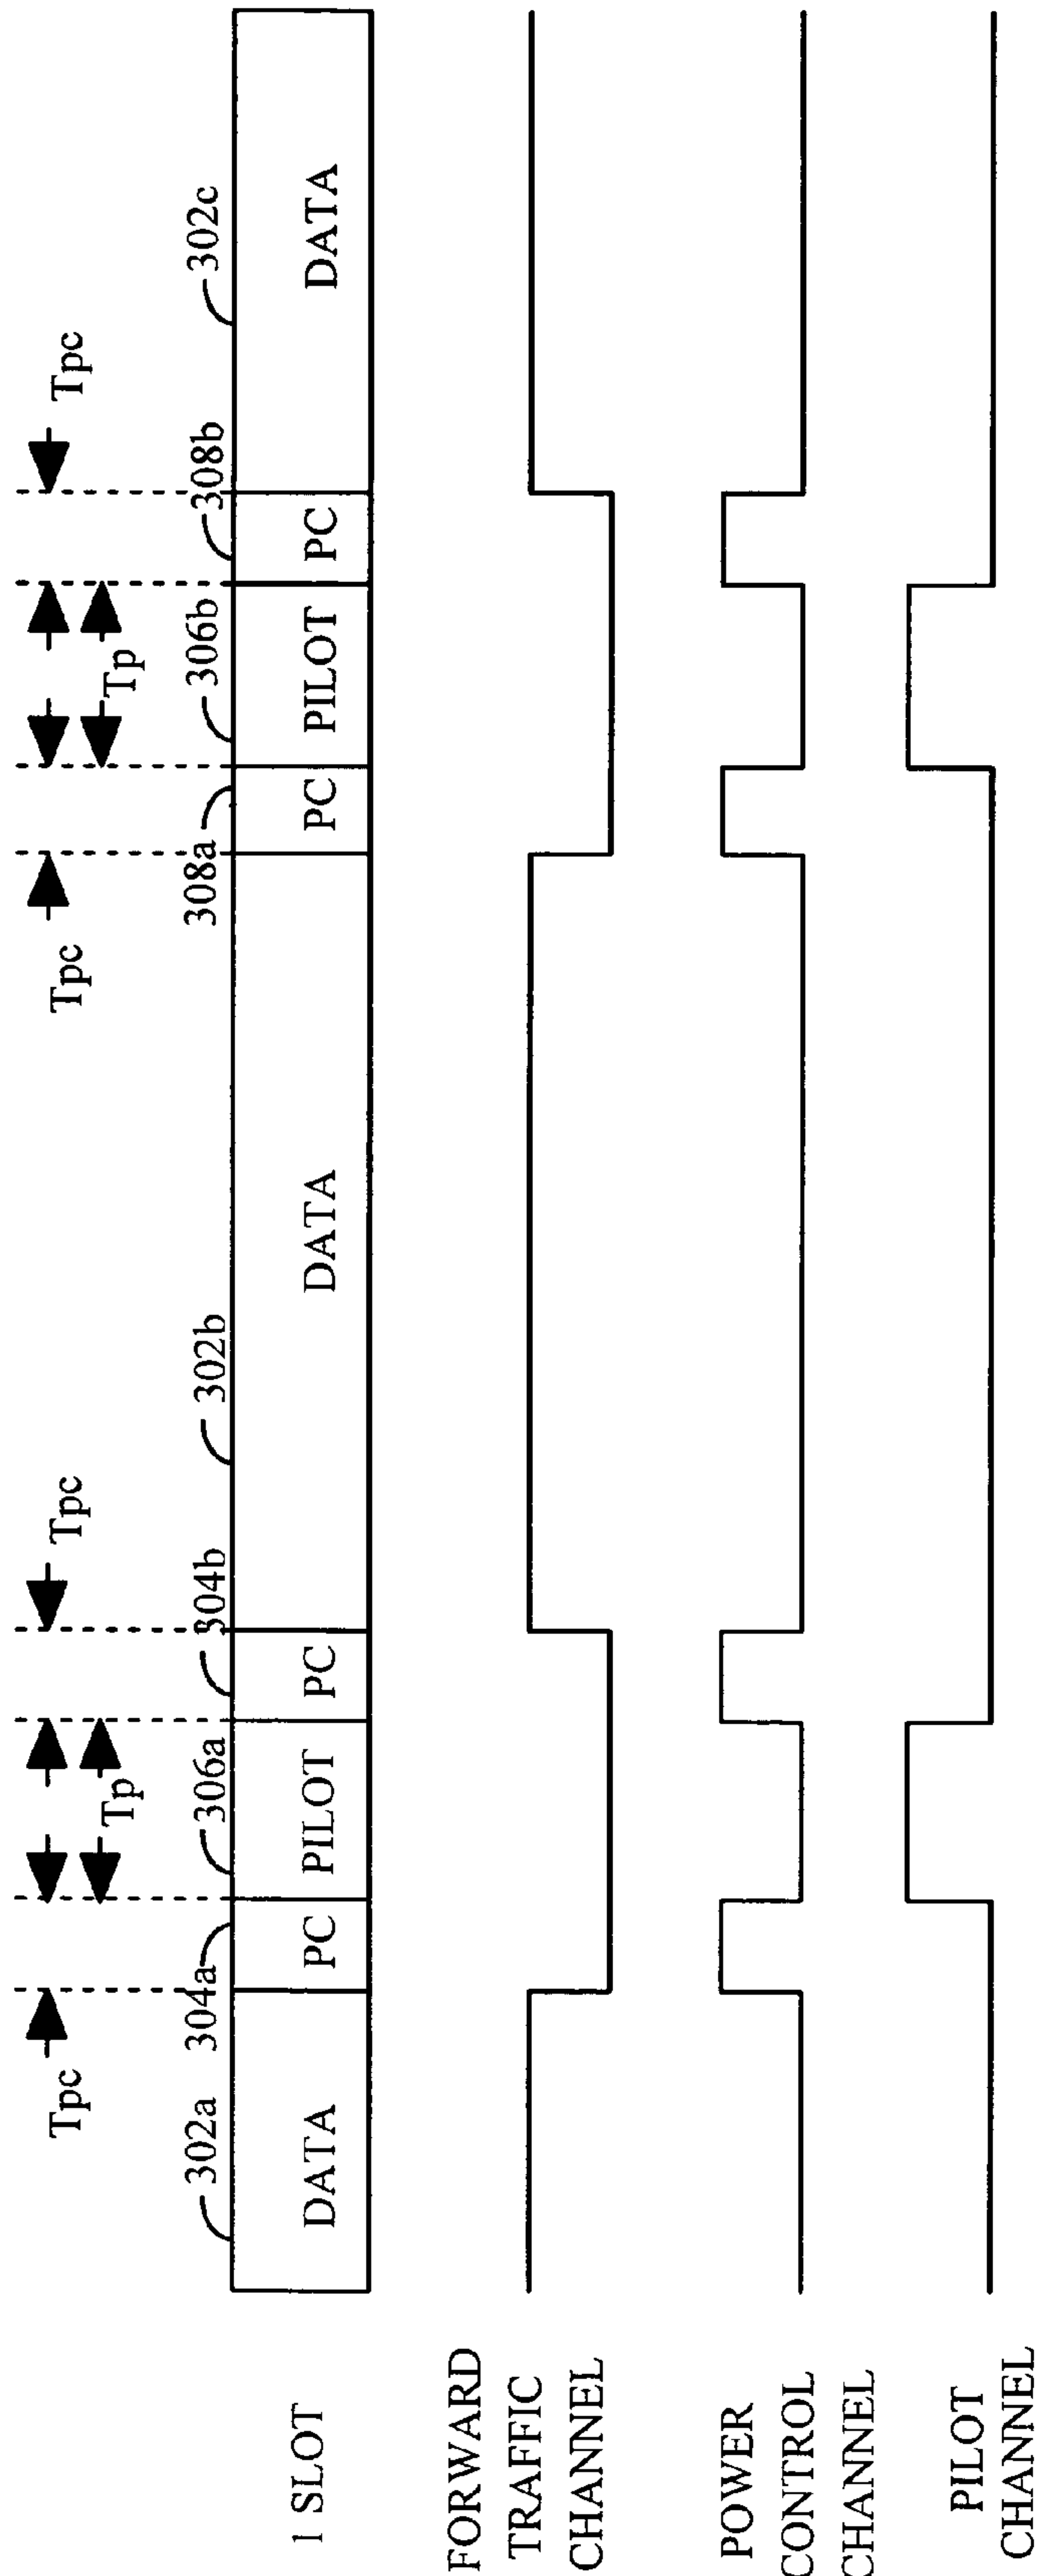 Tpc
Tp
Tpc
Tpc
Tp
Tpc
302a
304a
306a
304b
302b
308a
306b
308b
302c
1 SLOT
DATA
PC
PILOT
PC
DATA
PC
PILOT
PC
DATA
FORWARD
TRAFFIC
CHANNEL
POWER
CONTROL
CHANNEL
PILOT
CHANNEL